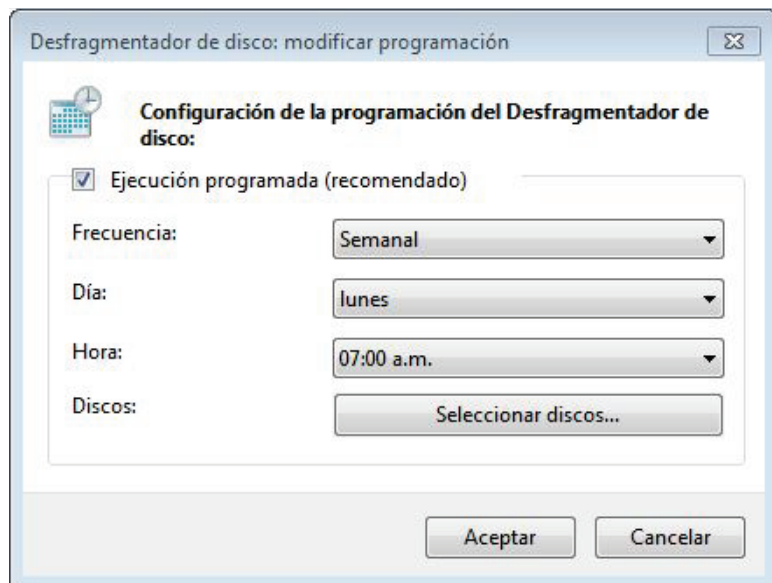 Desfragmentador de disco: modificar programación
Configuración de la programación del Desfragmentador de
disco:
Ejecución programada (recomendado)
Frecuencia:
Semanal
Día:
lunes
Hora:
07:00 a.m.
Discos:
Seleccionar discos...
Aceptar
Cancelar